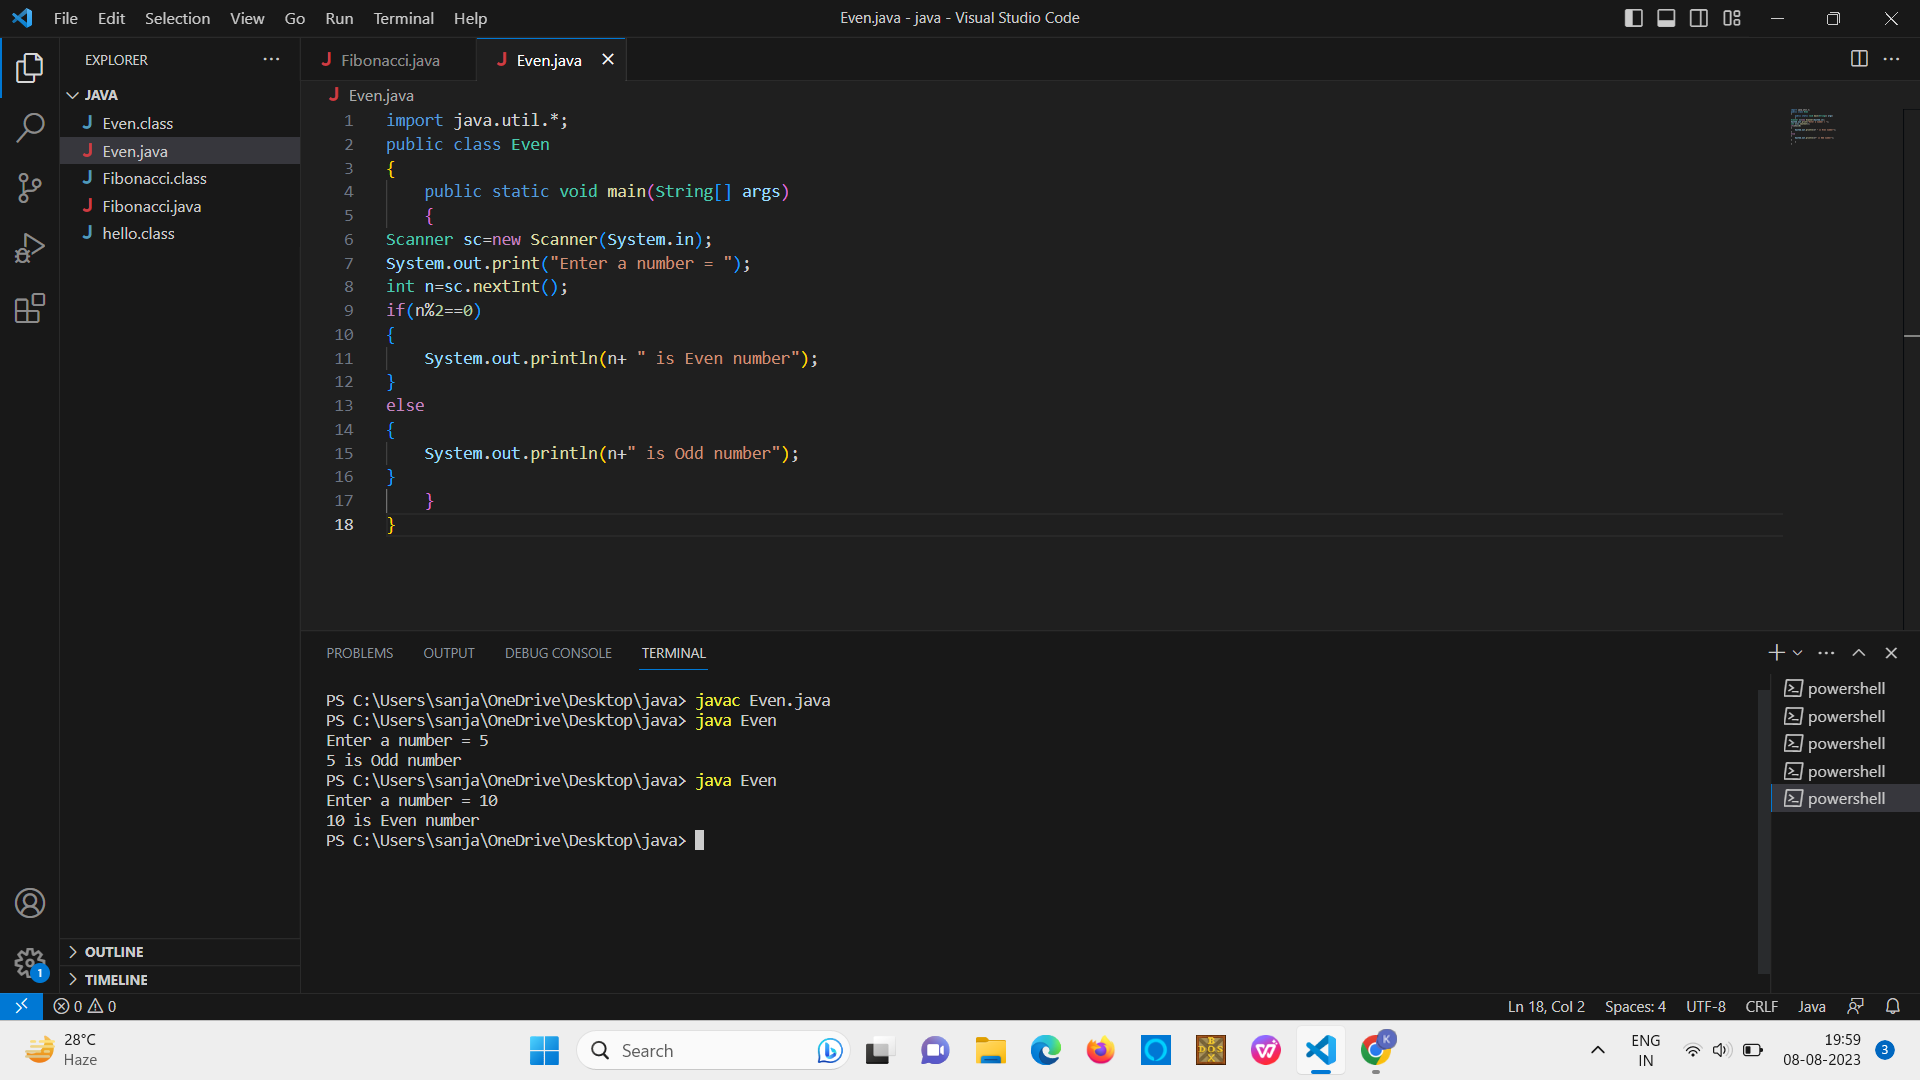 File Edit Selection View Go Run Terminal Help
Even.java - java - Visual Studio Code
EXPLORER
JAVA
Even.class
Even.java
Fibonacci.class
Fibonacci.java
hello.class
OUTLINE
TIMELINE
Fibonacci.java
Even.java
Even.java
1 import java.util.*;
2 public class Even
3 {
4 public static void main(String[] args)
5 {
6 Scanner sc=new Scanner(System.in);
7 System.out.print("Enter a number = ");
8 int n=sc.nextInt();
9 if(n%2==0)
10 {
11 System.out.println(n+ " is Even number");
12 }
13 else
14 {
15 System.out.println(n+" is Odd number");
16 }
17 }
18 }
PROBLEMS OUTPUT DEBUG CONSOLE TERMINAL
PS C:\Users\sanja\OneDrive\Desktop\java> javac Even.java
PS C:\Users\sanja\OneDrive\Desktop\java> java Even
Enter a number = 5
5 is Odd number
PS C:\Users\sanja\OneDrive\Desktop\java> java Even
Enter a number = 10
10 is Even number
PS C:\Users\sanja\OneDrive\Desktop\java>
powershell
powershell
powershell
powershell
powershell
1
0 0
Ln 18, Col 2 Spaces: 4 UTF-8 CRLF Java
28°C
Haze
Search
DOS
BOX
K
ENG
IN
19:59
08-08-2023
3